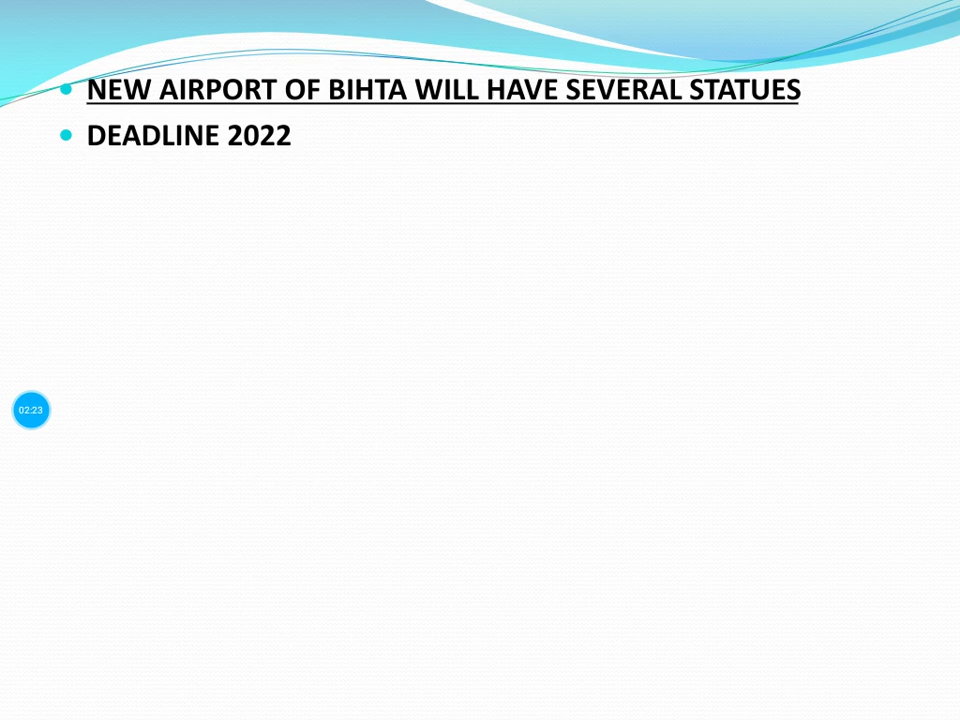 NEW AIRPORT OF BIHTA WILL HAVE SEVERAL STATUES
DEADLINE 2022
02:23